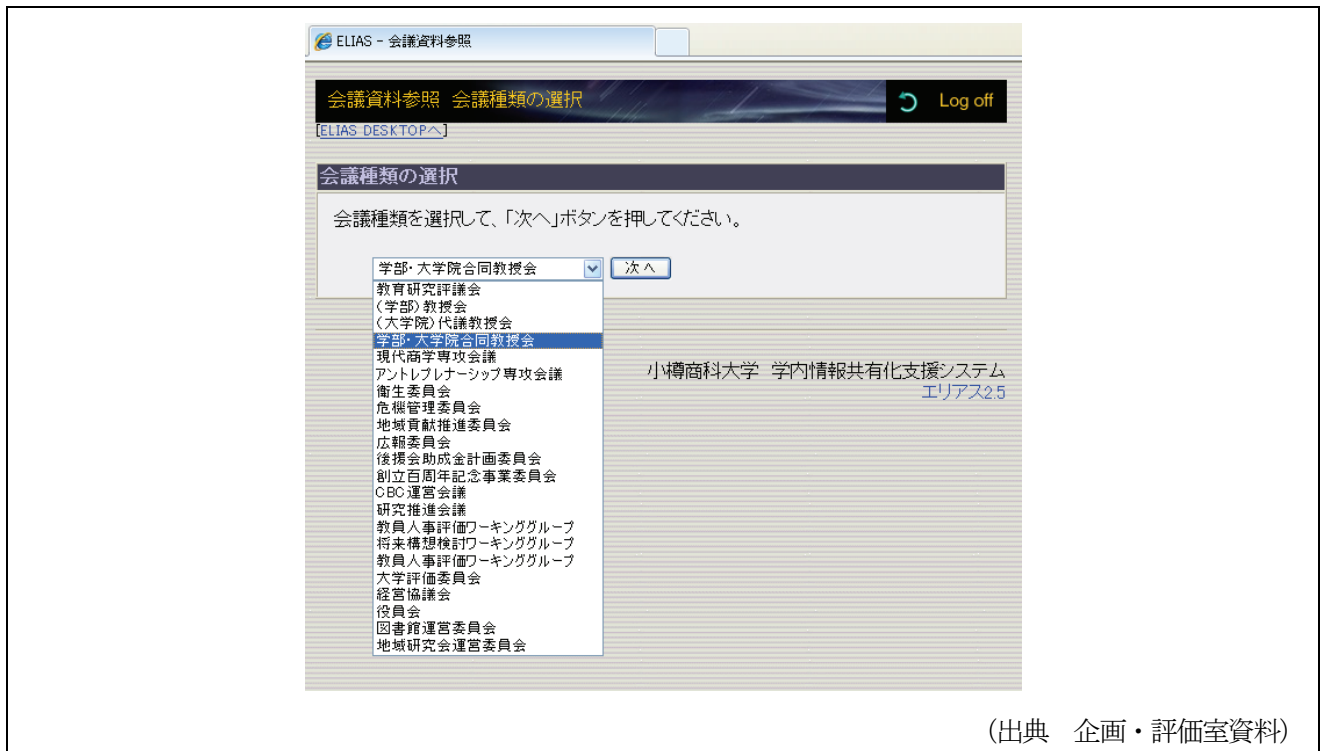 ELIAS - 会議資料参照
会議資料参照 会議種類の選択 Log off
[ELIAS DESKTOPへ]
会議種類の選択
会議種類を選択して、「次へ」ボタンを押してください。
学部・大学院合同教授会 次へ
教育研究評議会
(学部)教授会
(大学院)代議教授会
学部・大学院合同教授会
現代商学専攻会議
アントレプレナーシップ専攻会議
衛生委員会
危機管理委員会
地域貢献推進委員会
広報委員会
後援会助成金計画委員会
創立百周年記念事業委員会
CBC運営会議
研究推進会議
教員人事評価ワーキンググループ
将来構想検討ワーキンググループ
教員人事評価ワーキンググループ
大学評価委員会
経営協議会
役員会
図書館運営委員会
地域研究会運営委員会
小樽商科大学 学内情報共有化支援システム
エリアス2.5
(出典 企画・評価室資料)